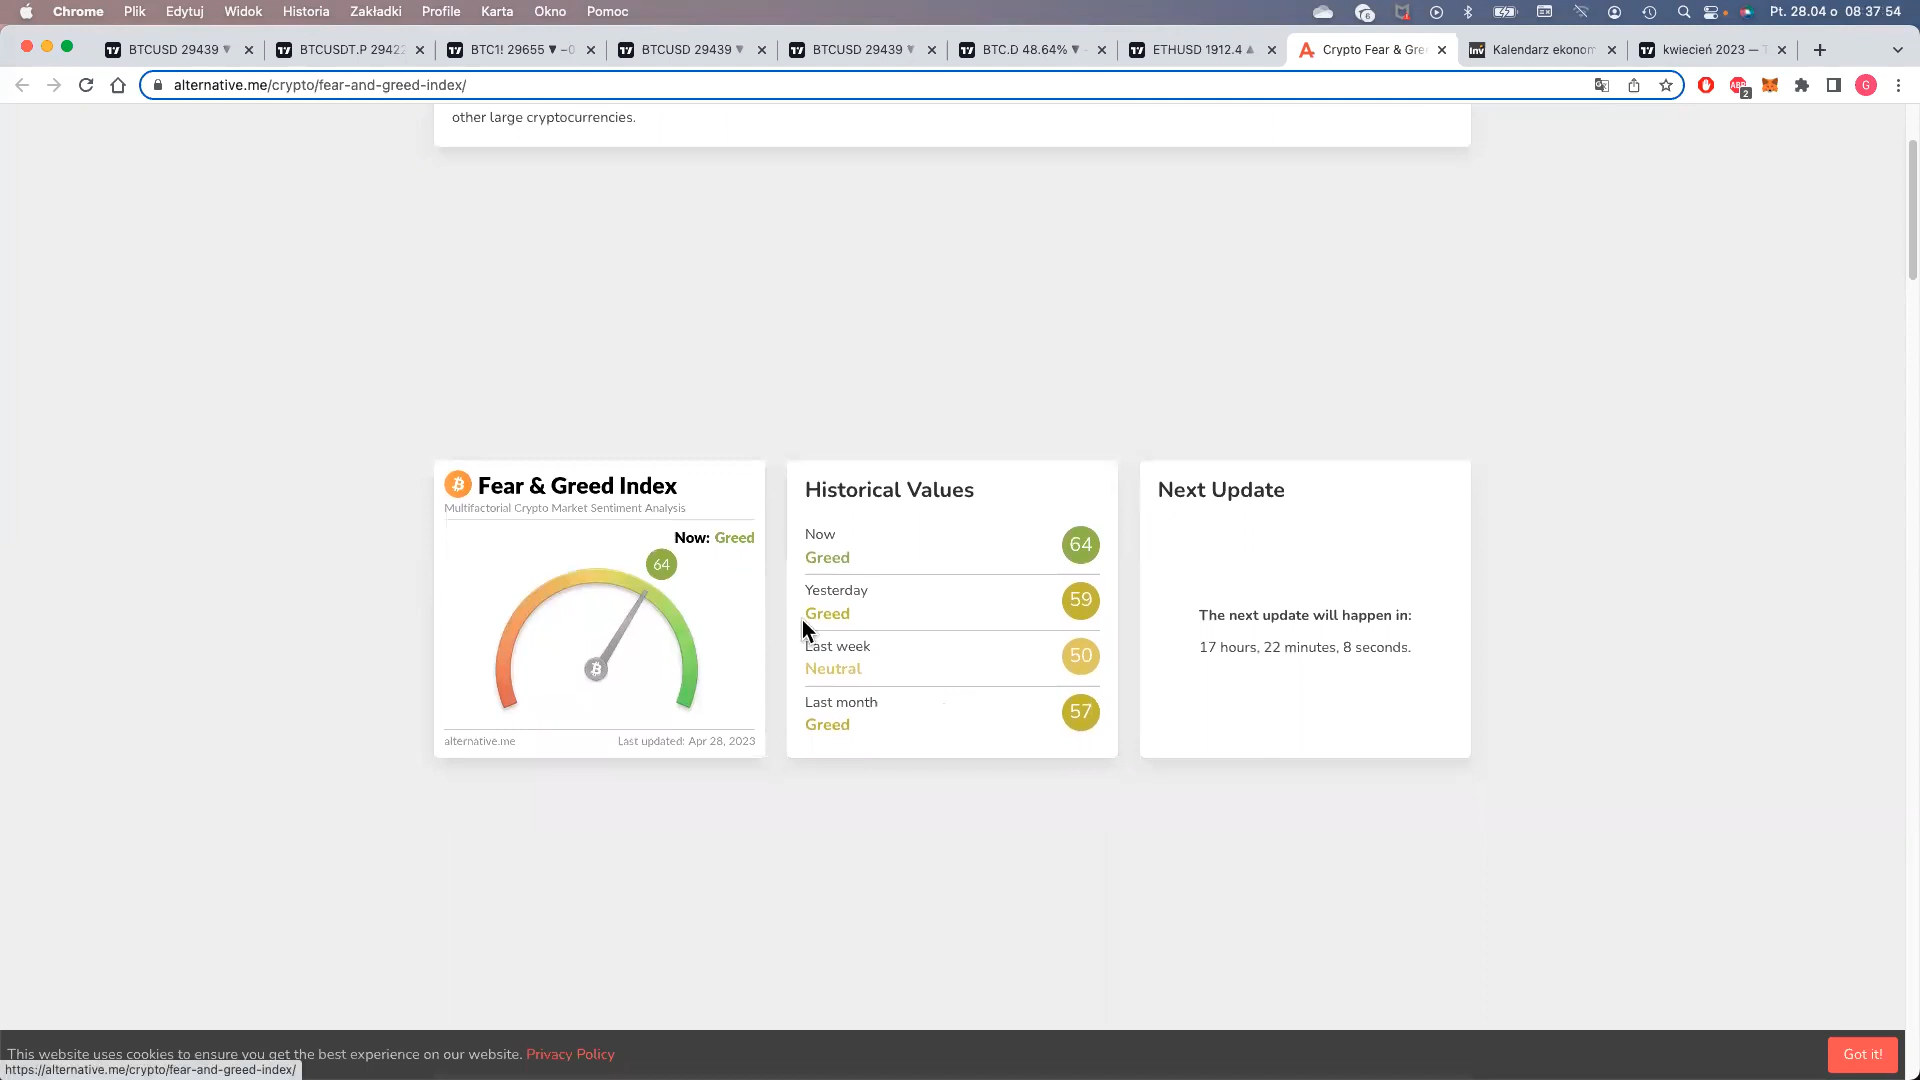 Chrome Plik Edytuj Widok Historia Zakładki Profile Karta Okno Pomoc
6
Pt. 28.04 o 08 37 54
BTCUSD 29439 ▼
BTCUSDT.P 29422
BTC1! 29655 ▼ −0
BTCUSD 29439 ▼
BTCUSD 29439 ▼
BTC.D 48.64% ▼
ETHUSD 1912.4 ▲
Crypto Fear & Gre
Kalendarz ekonom
kwiecień 2023 —
alternative.me/crypto/fear-and-greed-index/
ABP
2
G
other large cryptocurrencies.
Fear & Greed Index
Multifactorial Crypto Market Sentiment Analysis
Now: Greed
64
alternative.me
Last updated: Apr 28, 2023
Historical Values
Now
Greed
64
Yesterday
Greed
59
Last week
Neutral
50
Last month
Greed
57
Next Update
The next update will happen in:
17 hours, 22 minutes, 8 seconds.
This website uses cookies to ensure you get the best experience on our website. Privacy Policy
Got it!
https://alternative.me/crypto/fear-and-greed-index/